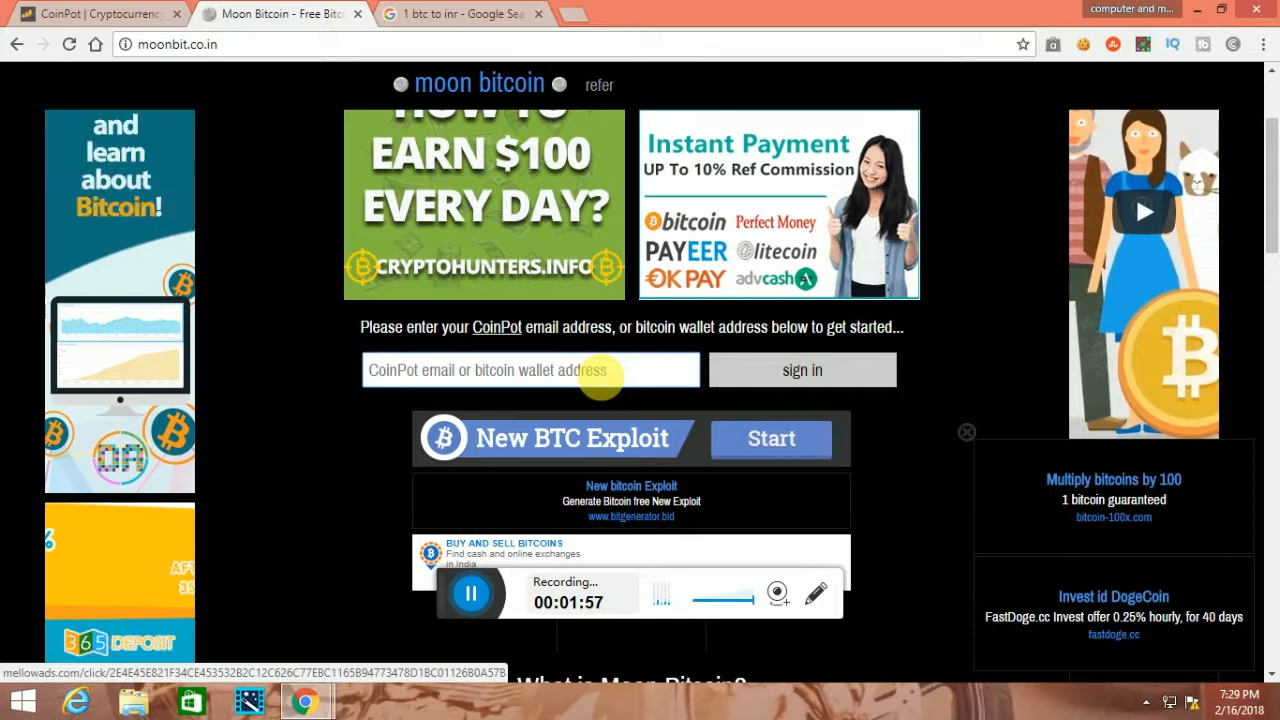 CoinPot | Cryptocurrency
Moon Bitcoin - Free Bitc
1 btc to inr - Google Sea
computer and m...
moonbit.co.in
moon bitcoin
refer
and
learn
about
Bitcoin!
EARN $100
EVERY DAY?
CRYPTOHUNTERS.INFO
Instant Payment
UP To 10% Ref Commission
bitcoin Perfect Money
PAYEER litecoin
OKPAY advcash
Please enter your CoinPot email address, or bitcoin wallet address below to get started...
CoinPot email or bitcoin wallet address
sign in
New BTC Exploit
Start
New bitcoin Exploit
Generate Bitcoin free New Exploit
www.bitgenerator.bid
BUY AND SELL BITCOINS
Find cash and online exchanges
in India
Recording...
00:01:57
Multiply bitcoins by 100
1 bitcoin guaranteed
bitcoin-100x.com
Invest id DogeCoin
FastDoge.cc Invest offer 0.25% hourly, for 40 days
fastdoge.cc
365 DEPOSIT
What is Moon Bitcoin?
7:29 PM
2/16/2018